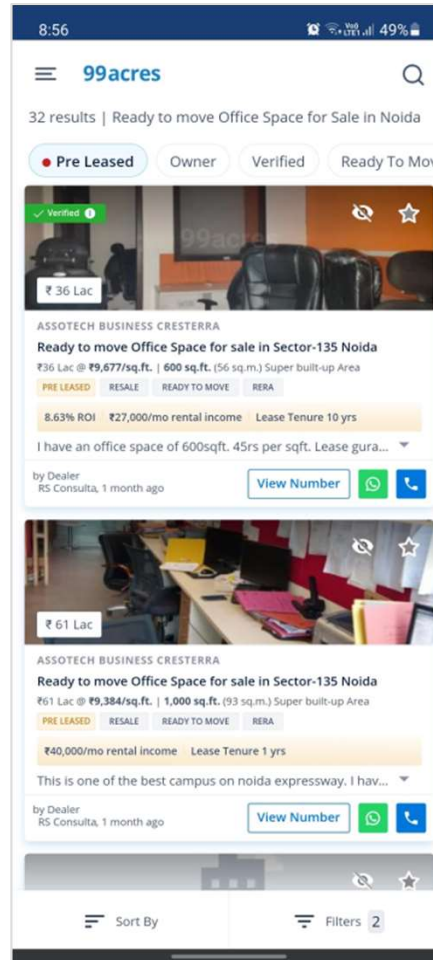 8:56
49%
99acres
32 results | Ready to move Office Space for Sale in Noida
Pre Leased Owner Verified Ready To Mov
Verified
99acres
₹ 36 Lac
ASSOTECH BUSINESS CRESTERRA
Ready to move Office Space for sale in Sector-135 Noida
₹36 Lac @ ₹9,677/sq.ft. | 600 sq.ft. (56 sq.m.) Super built-up Area
PRE LEASED RESALE READY TO MOVE RERA
8.63% ROI ₹27,000/mo rental income Lease Tenure 10 yrs
I have an office space of 600sqft. 45rs per sqft. Lease gura...
by Dealer
RS Consulta, 1 month ago
View Number
₹ 61 Lac
ASSOTECH BUSINESS CRESTERRA
Ready to move Office Space for sale in Sector-135 Noida
₹61 Lac @ ₹9,384/sq.ft. | 1,000 sq.ft. (93 sq.m.) Super built-up Area
PRE LEASED RESALE READY TO MOVE RERA
₹40,000/mo rental income Lease Tenure 1 yrs
This is one of the best campus on noida expressway. I hav...
by Dealer
RS Consulta, 1 month ago
View Number
Sort By
Filters 2